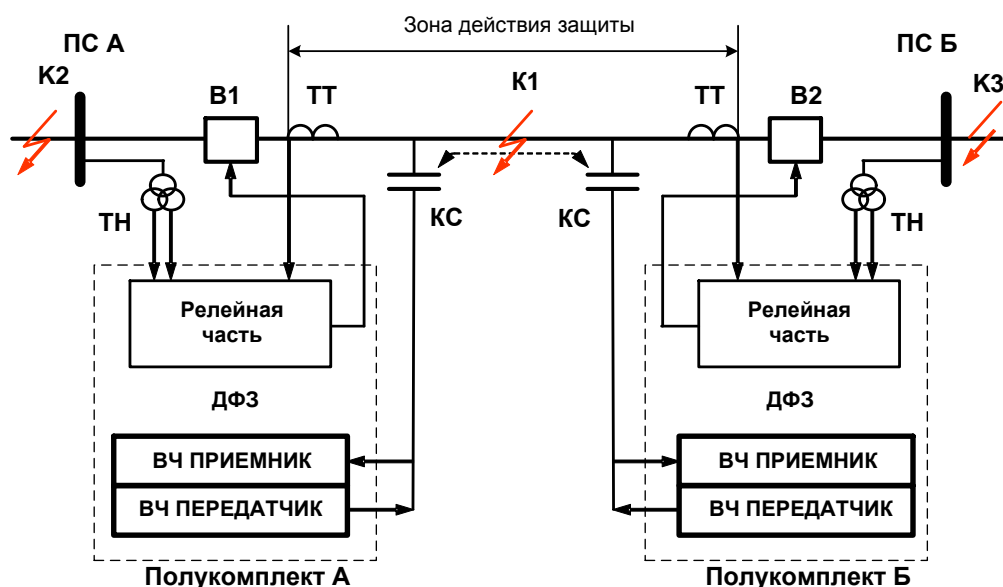 Зона действия защиты
ПС А
ПС Б
К2
В1
ТТ
К1
ТТ
В2
К3
ТН
КС
КС
ТН
Релейная
часть
Релейная
часть
ДФЗ
ДФЗ
ВЧ ПРИЕМНИК
ВЧ ПРИЕМНИК
ВЧ ПЕРЕДАТЧИК
ВЧ ПЕРЕДАТЧИК
Полукомплект А
Полукомплект Б